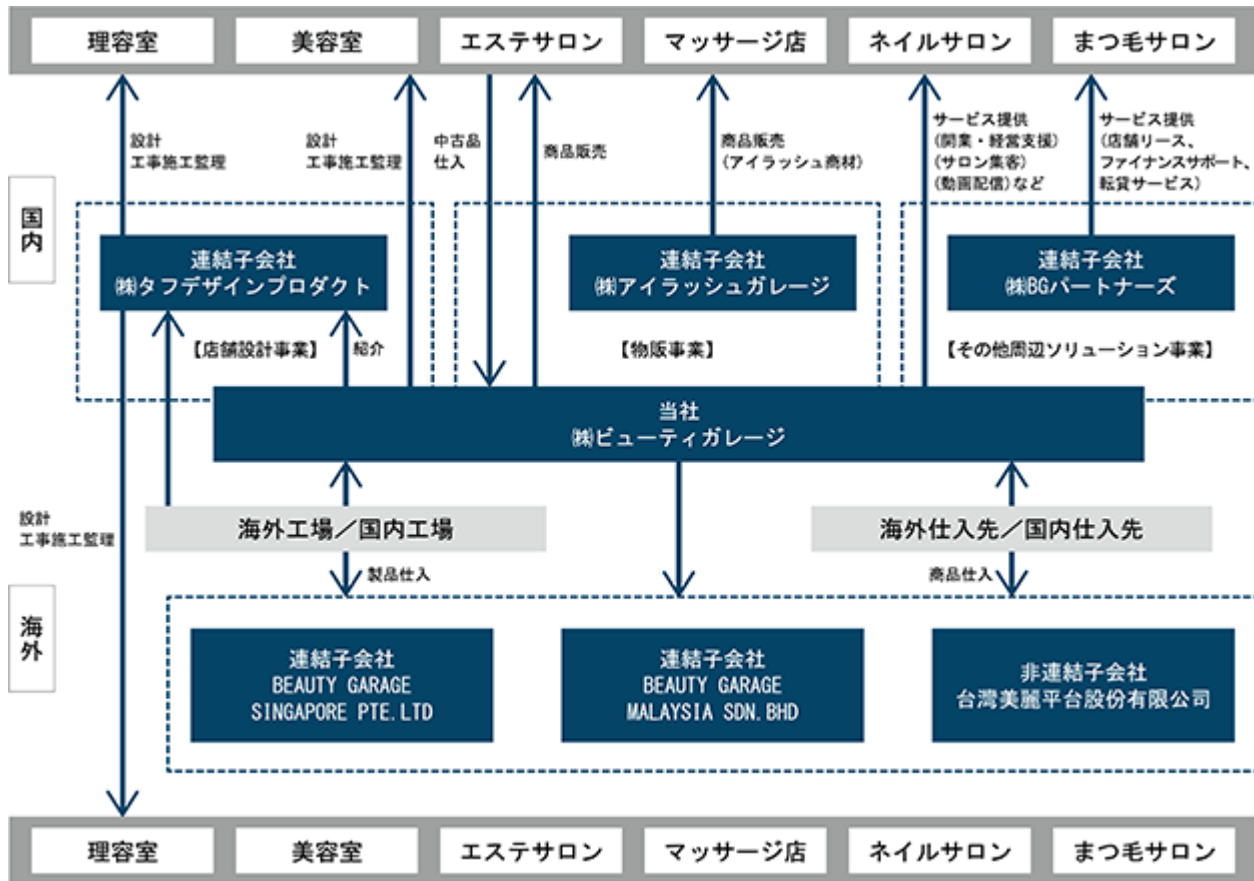 理容室
美容室
エステサロン
マッサージ店
ネイルサロン
まつ毛サロン
設計
工事施工監理
設計
工事施工監理
中古品
仕入
商品販売
商品販売
(アイラッシュ商材)
サービス提供
(開業・経営支援)
(サロン集客)
(動画配信)など
サービス提供
(店舗リース、
ファイナンスサポート、
転貸サービス)
国内
連結子会社
㈱タフデザインプロダクト
連結子会社
㈱アイラッシュガレージ
連結子会社
㈱BGパートナーズ
【店舗設計事業】
紹介
【物販事業】
【その他周辺ソリューション事業】
当社
㈱ビューティガレージ
設計
工事施工監理
海外工場／国内工場
海外仕入先／国内仕入先
製品仕入
商品仕入
海外
連結子会社
BEAUTY GARAGE
SINGAPORE PTE.LTD
連結子会社
BEAUTY GARAGE
MALAYSIA SDN.BHD
非連結子会社
台灣美麗平台股份有限公司
理容室
美容室
エステサロン
マッサージ店
ネイルサロン
まつ毛サロン